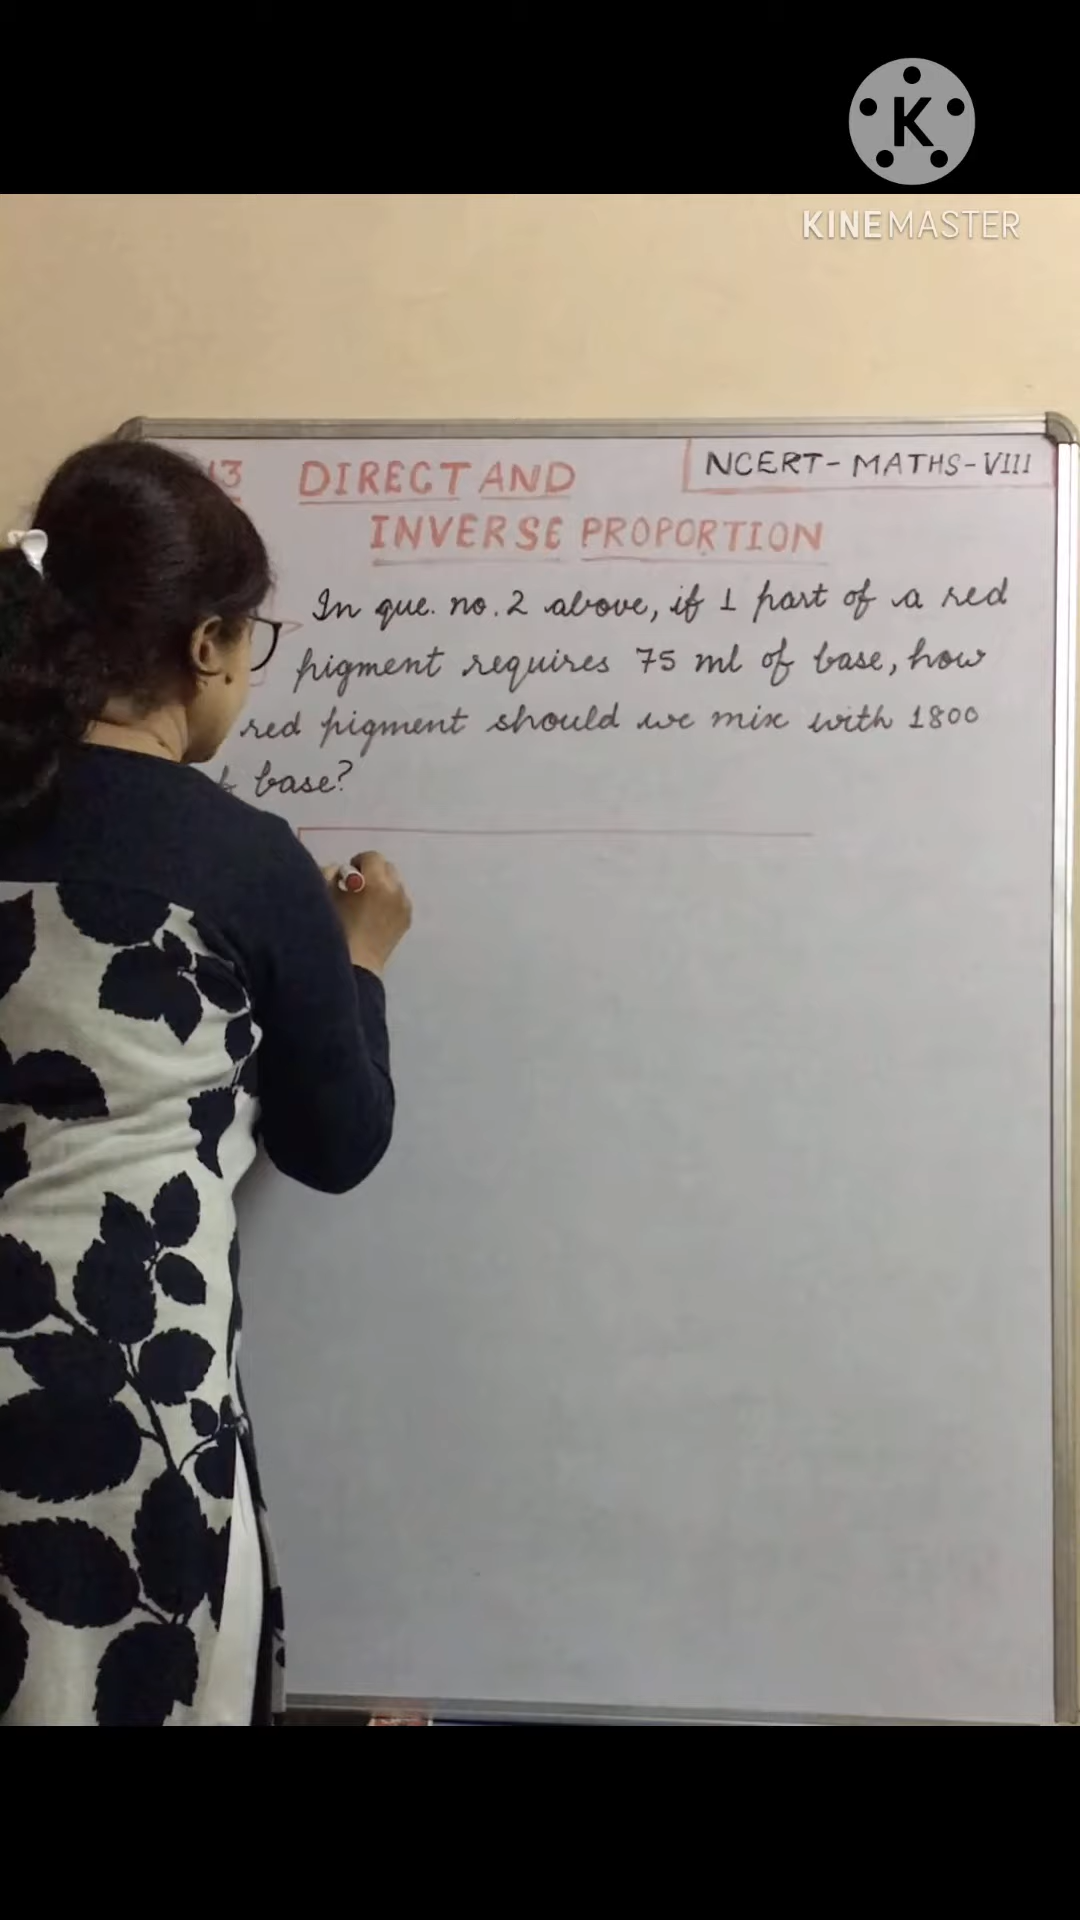 K
KINEMASTER
13 DIRECT AND
NCERT-MATHS-VIII
INVERSE PROPORTION
In que. no. 2 above, if 1 part of a red
pigment requires 75 ml of base, how
red pigment should we mix with 1800
base?